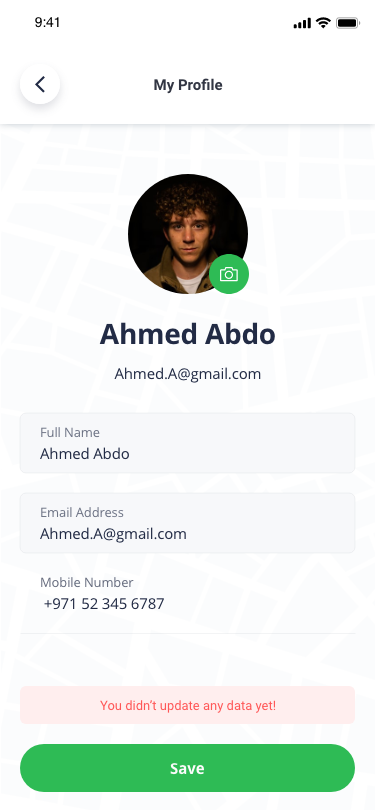 9:41
My Profile
Ahmed Abdo
Ahmed.A@gmail.com
Full Name
Ahmed Abdo
Email Address
Ahmed.A@gmail.com
Mobile Number
+971 52 345 6787
You didn’t update any data yet!
Save